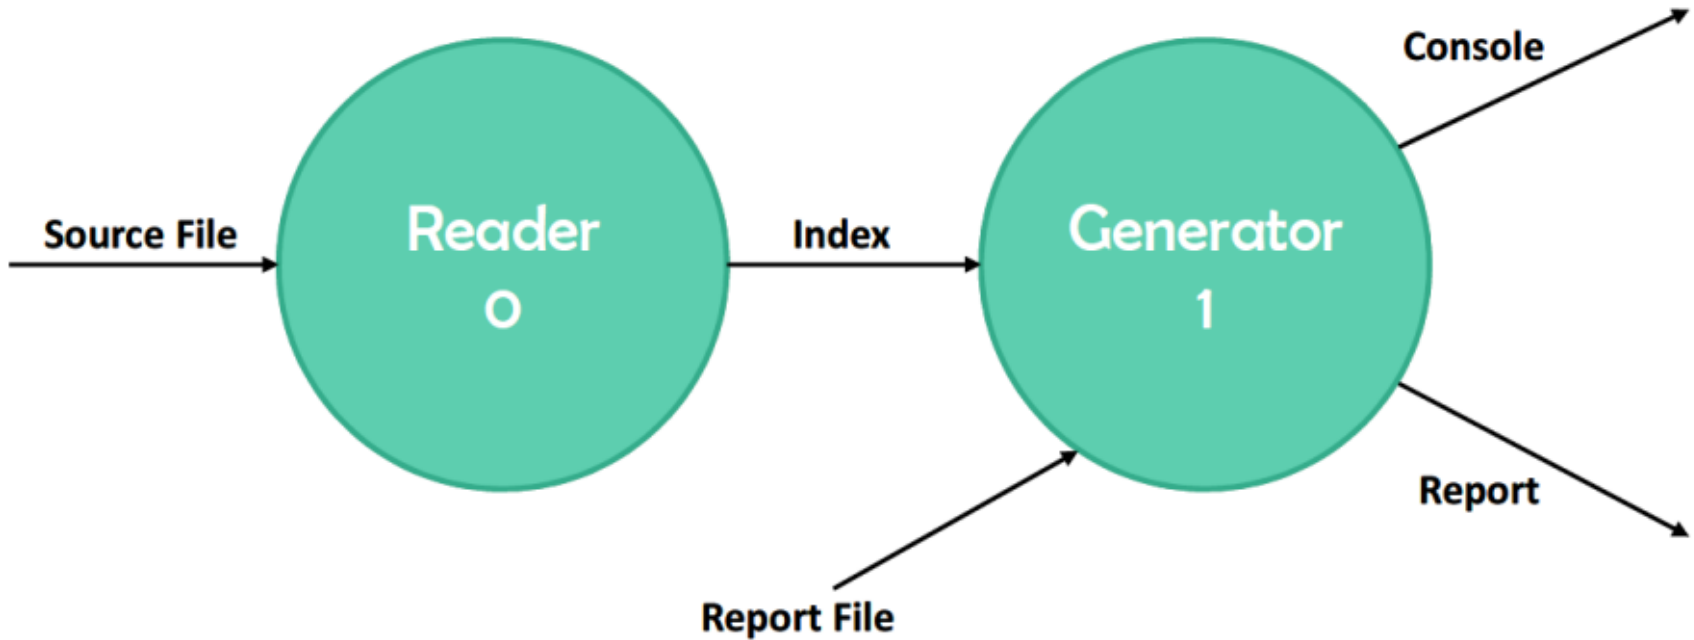 Source File
Reader
0
Index
Generator
1
Console
Report
Report File